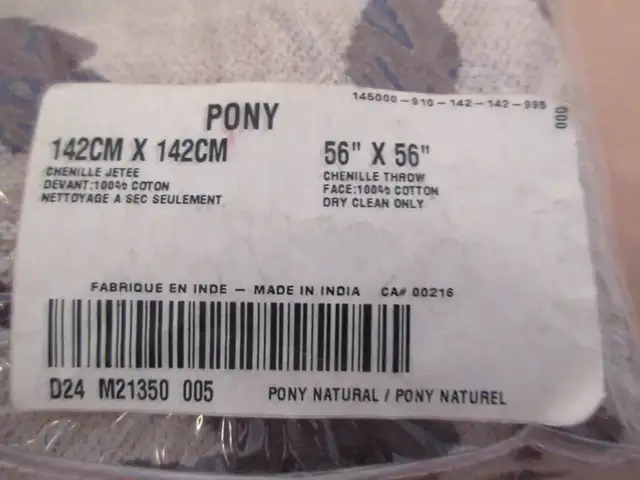 145000-910-142-142-995
000
PONY
142CM X 142CM
CHENILLE JETEE
DEVANT:100% COTON
NETTOYAGE A SEC SEULEMENT
56" X 56"
CHENILLE THROW
FACE:100% COTTON
DRY CLEAN ONLY
FABRIQUE EN INDE – MADE IN INDIA CA# 00216
D24 M21350 005 PONY NATURAL / PONY NATUREL